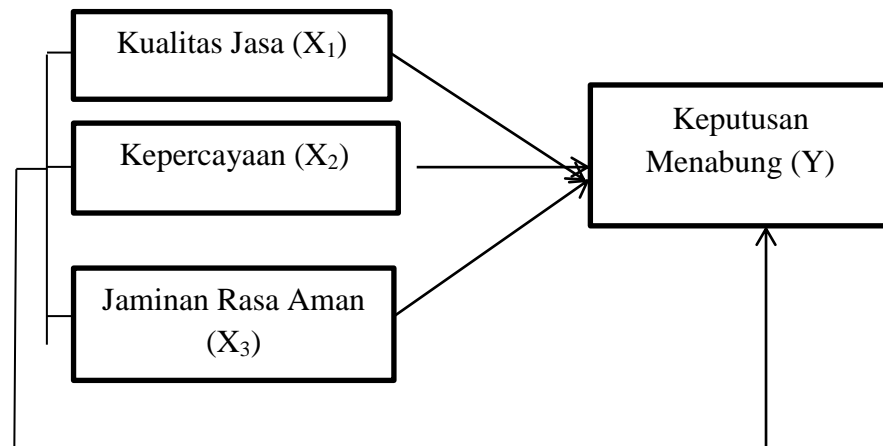 Kualitas Jasa (X₁)
Kepercayaan (X₂)
Jaminan Rasa Aman
(X₃)
Keputusan
Menabung (Y)